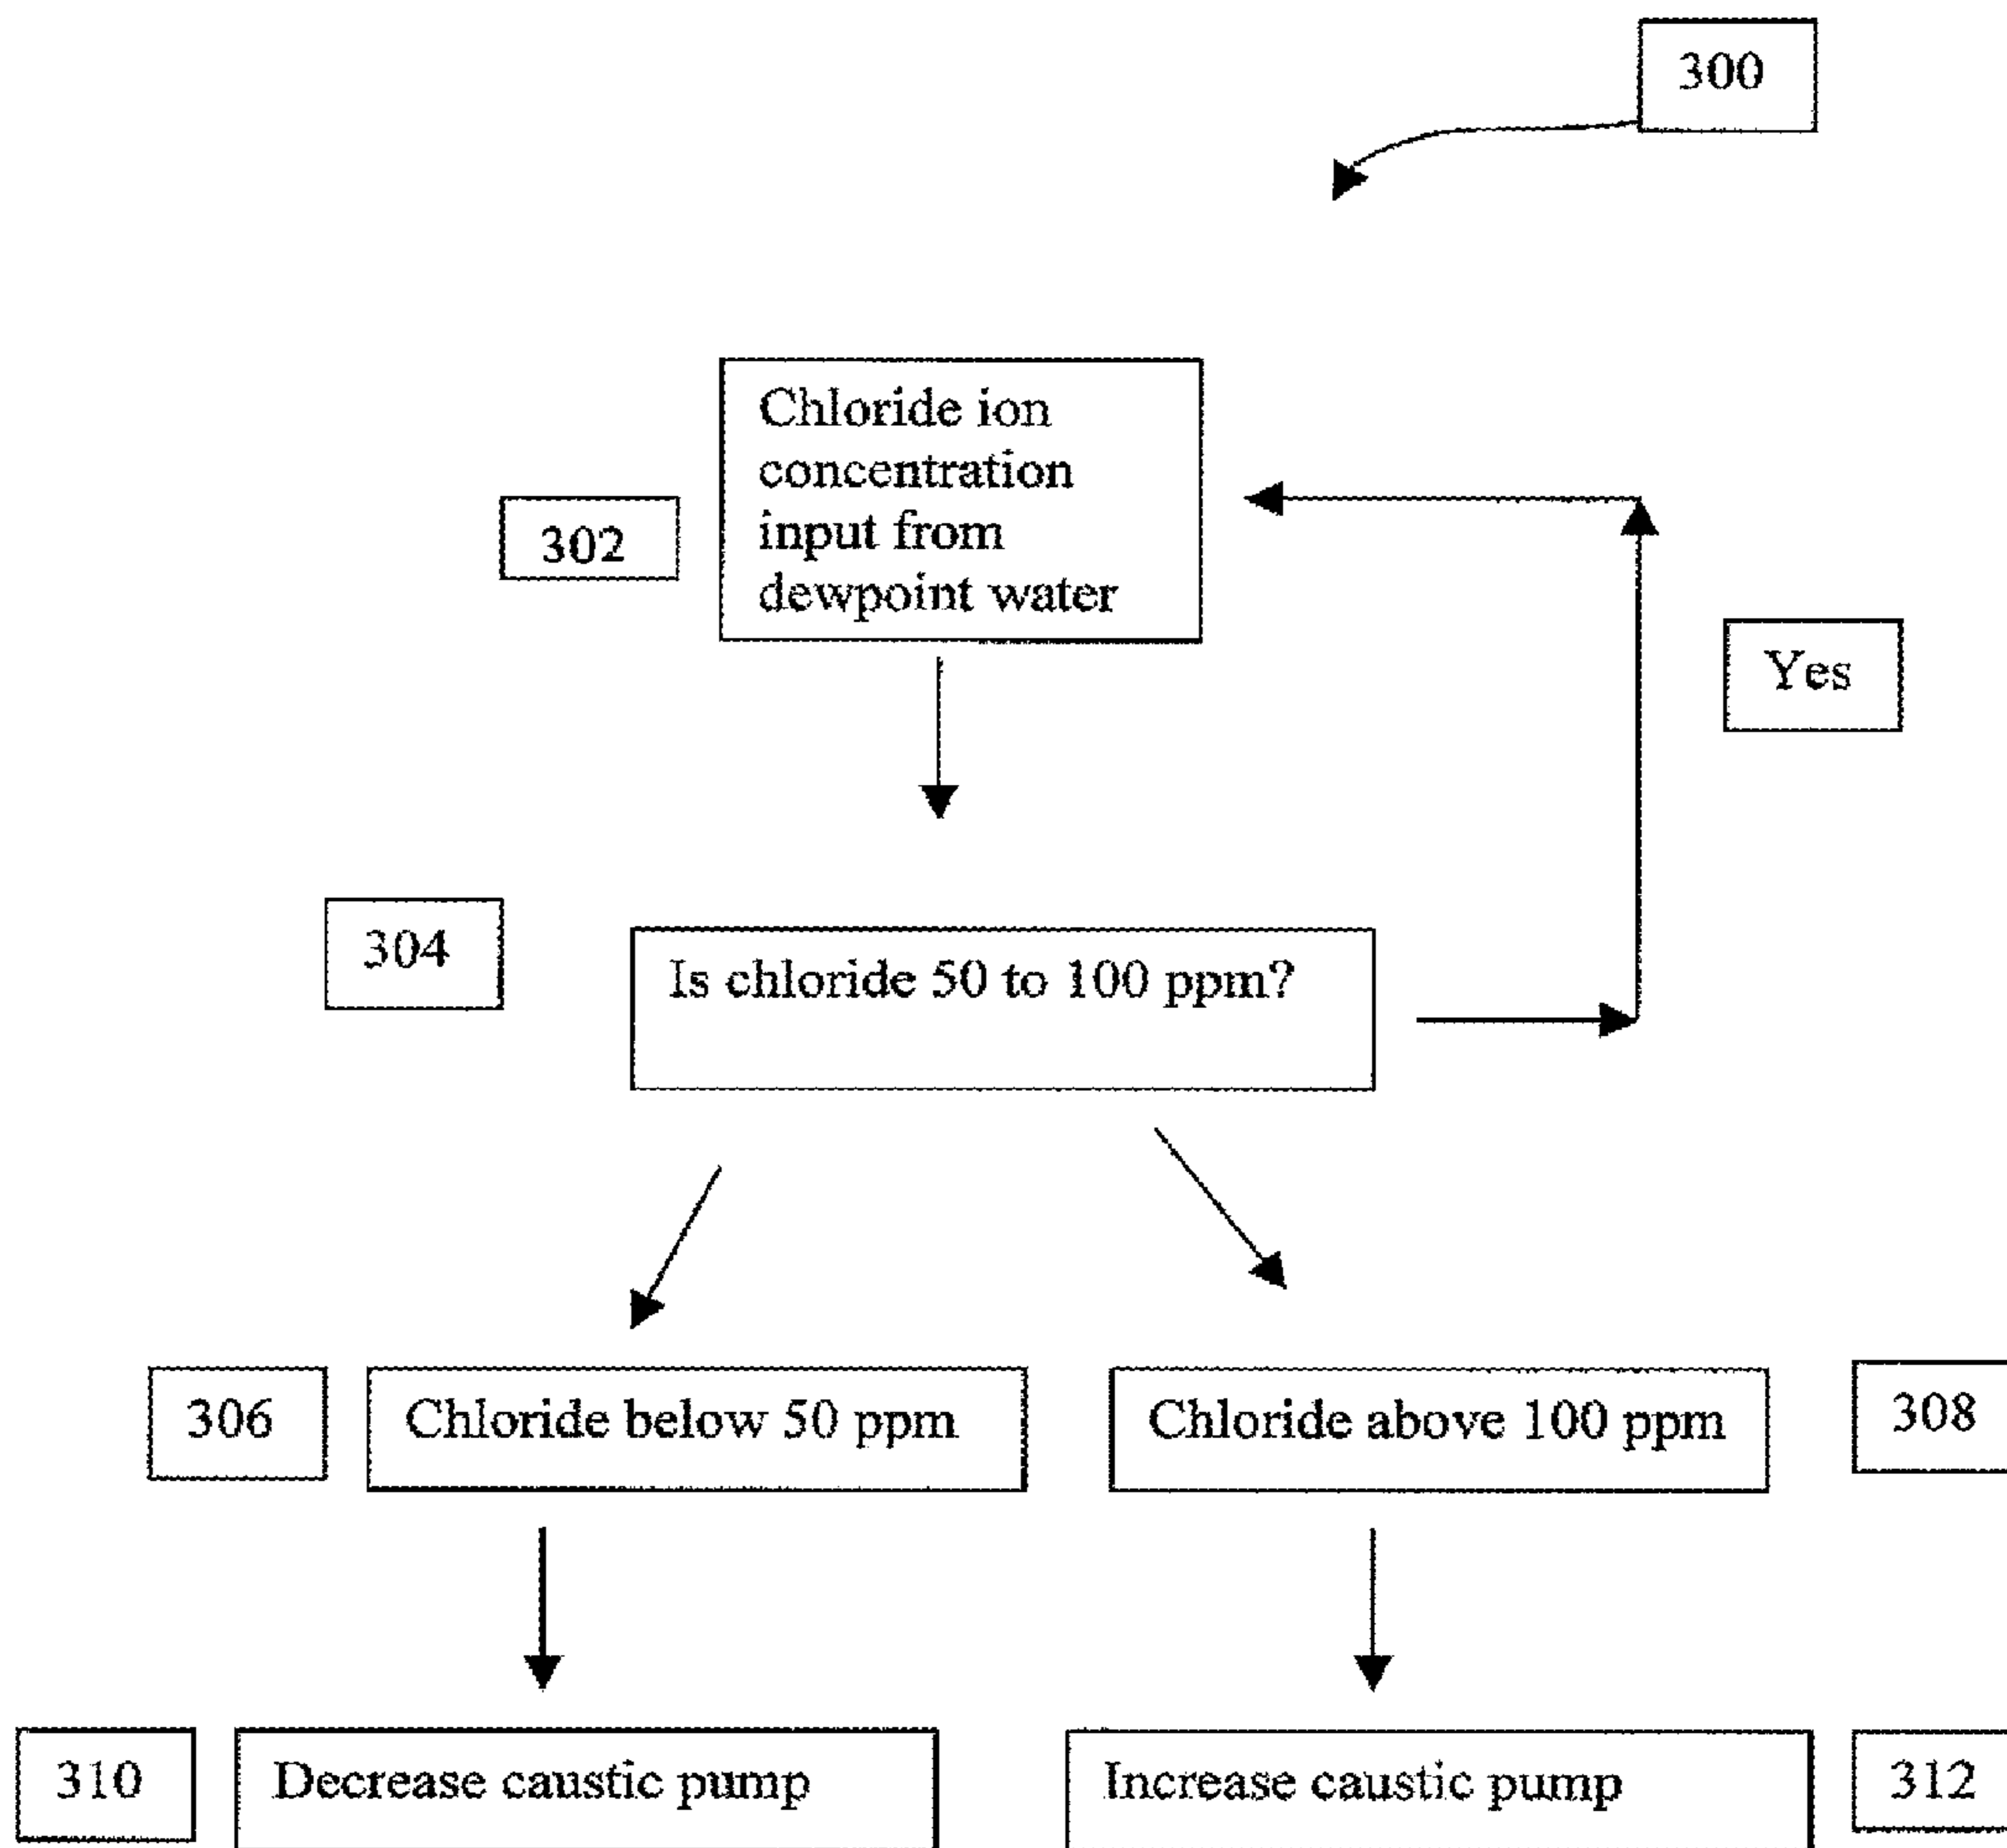 300
Chloride ion
concentration
input from
dewpoint water
302
Yes
304
Is chloride 50 to 100 ppm?
306
Chloride below 50 ppm
Chloride above 100 ppm
308
310
Decrease caustic pump
Increase caustic pump
312